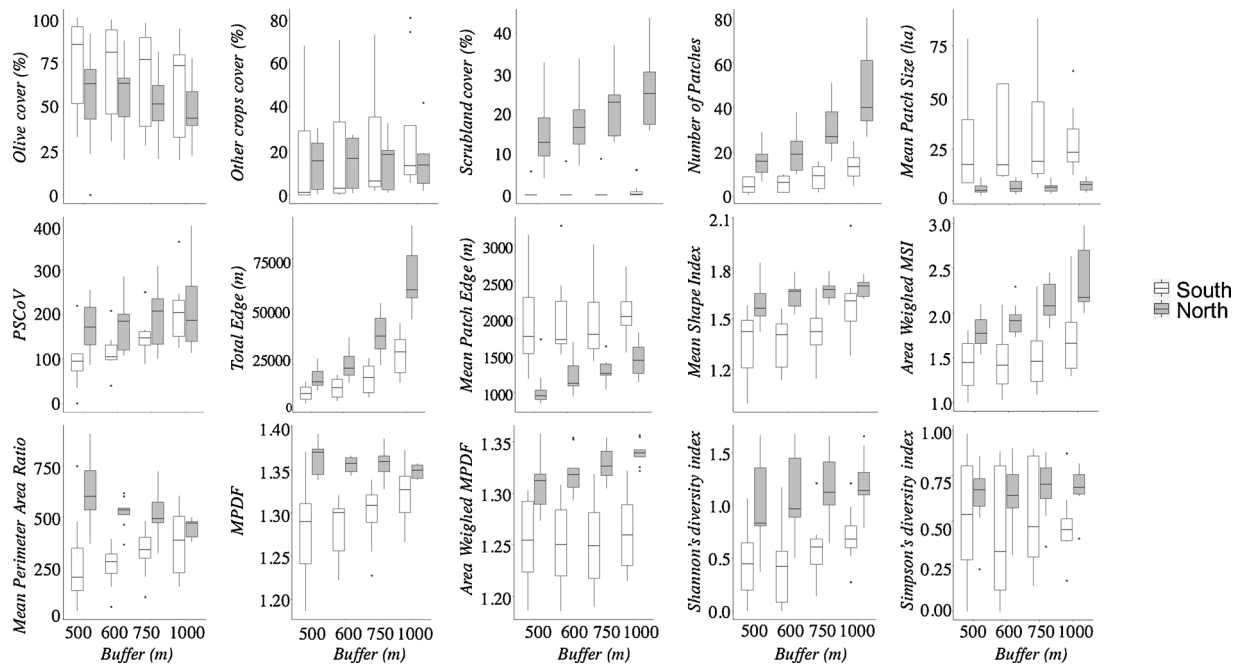 Olive cover (%)
100
75
50
25
0
Other crops cover (%)
80
60
40
20
0
Scrubland cover (%)
40
30
20
10
0
Number of Patches
80
60
40
20
0
Mean Patch Size (ha)
75
50
25
0
PSCoV
400
300
200
100
0
Total Edge (m)
75000
50000
25000
0
Mean Patch Edge (m)
3000
2500
2000
1500
1000
Mean Shape Index
2.1
1.8
1.5
1.2
Area Weighed MSI
3.0
2.5
2.0
1.5
1.0
South
North
Mean Perimeter Area Ratio
750
500
250
0
MPDF
1.40
1.35
1.30
1.20
Area Weighed MPDF
1.35
1.30
1.25
1.20
Shannon's diversity index
1.5
1.0
0.5
0.0
Simpson's diversity index
1.00
0.75
0.50
0.25
0.00
500 600 750 1000
Buffer (m)
500 600 750 1000
Buffer (m)
500 600 750 1000
Buffer (m)
500 600 750 1000
Buffer (m)
500 600 750 1000
Buffer (m)